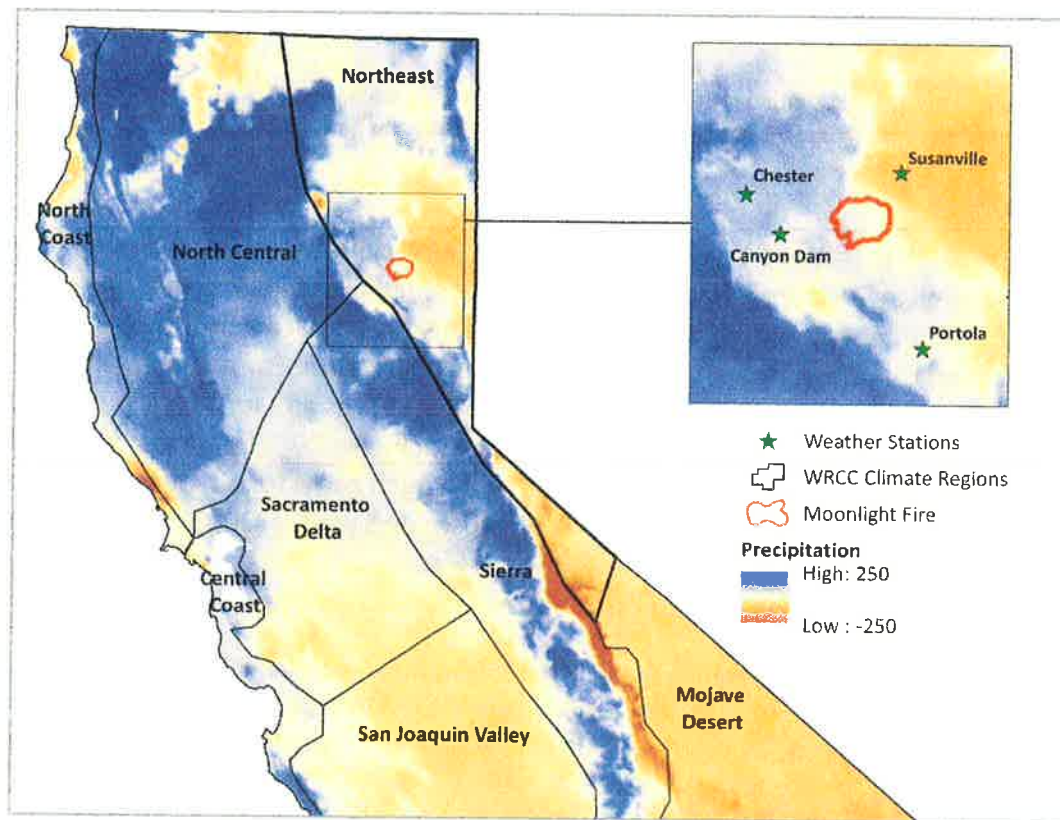 Northeast
North
Coast
North Central
Sacramento
Delta
Central
Coast
Sierra
San Joaquin Valley
Mojave
Desert
Susanville
Chester
Canyon Dam
Portola
Weather Stations
WRCC Climate Regions
Moonlight Fire
Precipitation
High: 250
Low : -250